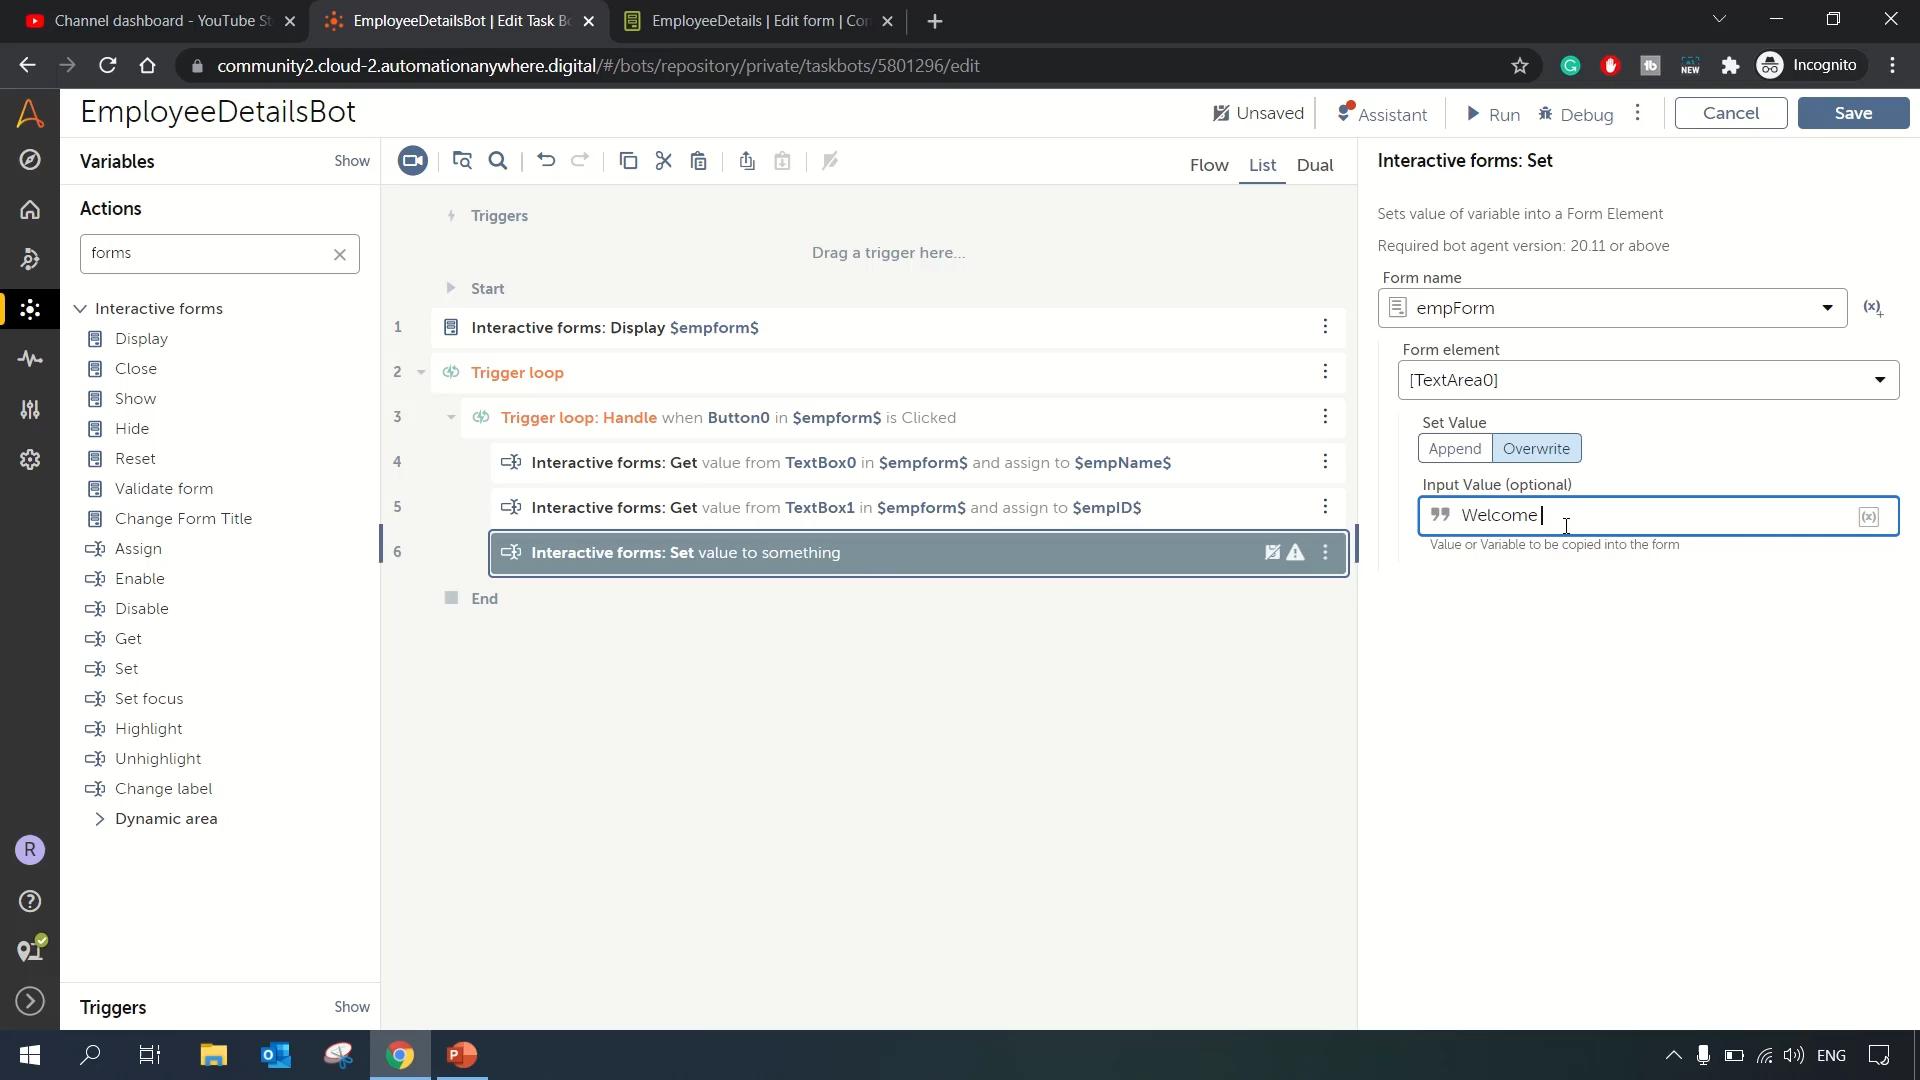 Channel dashboard - YouTube St
EmployeeDetailsBot | Edit Task Bo
EmployeeDetails | Edit form | Con
community2.cloud-2.automationanywhere.digital/#/bots/repository/private/taskbots/5801296/edit
NEW
Incognito
EmployeeDetailsBot
Unsaved
Assistant
Run
Debug
Cancel
Save
Variables
Show
Actions
forms
Interactive forms
Display
Close
Show
Hide
Reset
Validate form
Change Form Title
Assign
Enable
Disable
Get
Set
Set focus
Highlight
Unhighlight
Change label
Dynamic area
Triggers
Show
R
Flow
List
Dual
Triggers
Drag a trigger here...
Start
1 Interactive forms: Display $empform$
2 Trigger loop
3 Trigger loop: Handle when Button0 in $empform$ is Clicked
4 Interactive forms: Get value from TextBox0 in $empform$ and assign to $empName$
5 Interactive forms: Get value from TextBox1 in $empform$ and assign to $empID$
6 Interactive forms: Set value to something
End
Interactive forms: Set
Sets value of variable into a Form Element
Required bot agent version: 20.11 or above
Form name
empForm
(x)+
Form element
[TextArea0]
Set Value
Append
Overwrite
Input Value (optional)
Welcome
(x)
Value or Variable to be copied into the form
ENG